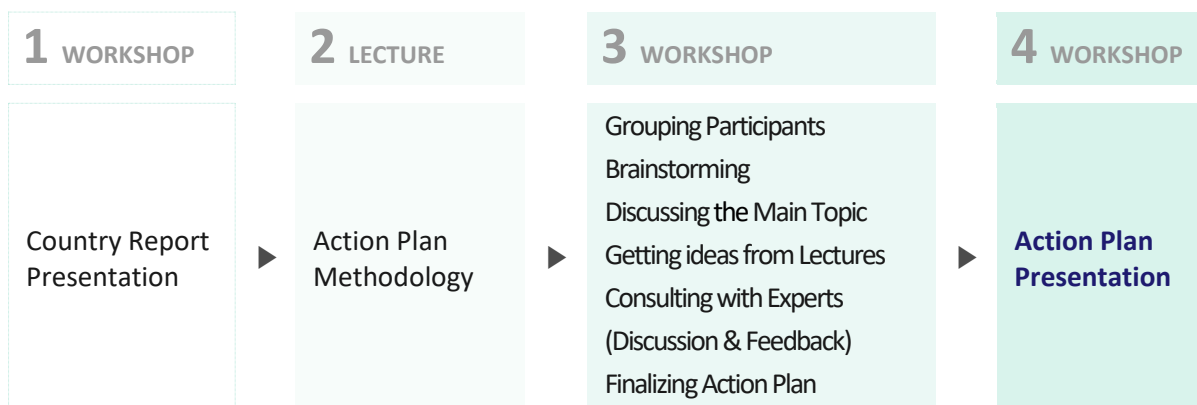 1 WORKSHOP
Country Report
Presentation
▶
2 LECTURE
Action Plan
Methodology
▶
3 WORKSHOP
Grouping Participants
Brainstorming
Discussing the Main Topic
Getting ideas from Lectures
Consulting with Experts
(Discussion & Feedback)
Finalizing Action Plan
▶
4 WORKSHOP
Action Plan
Presentation